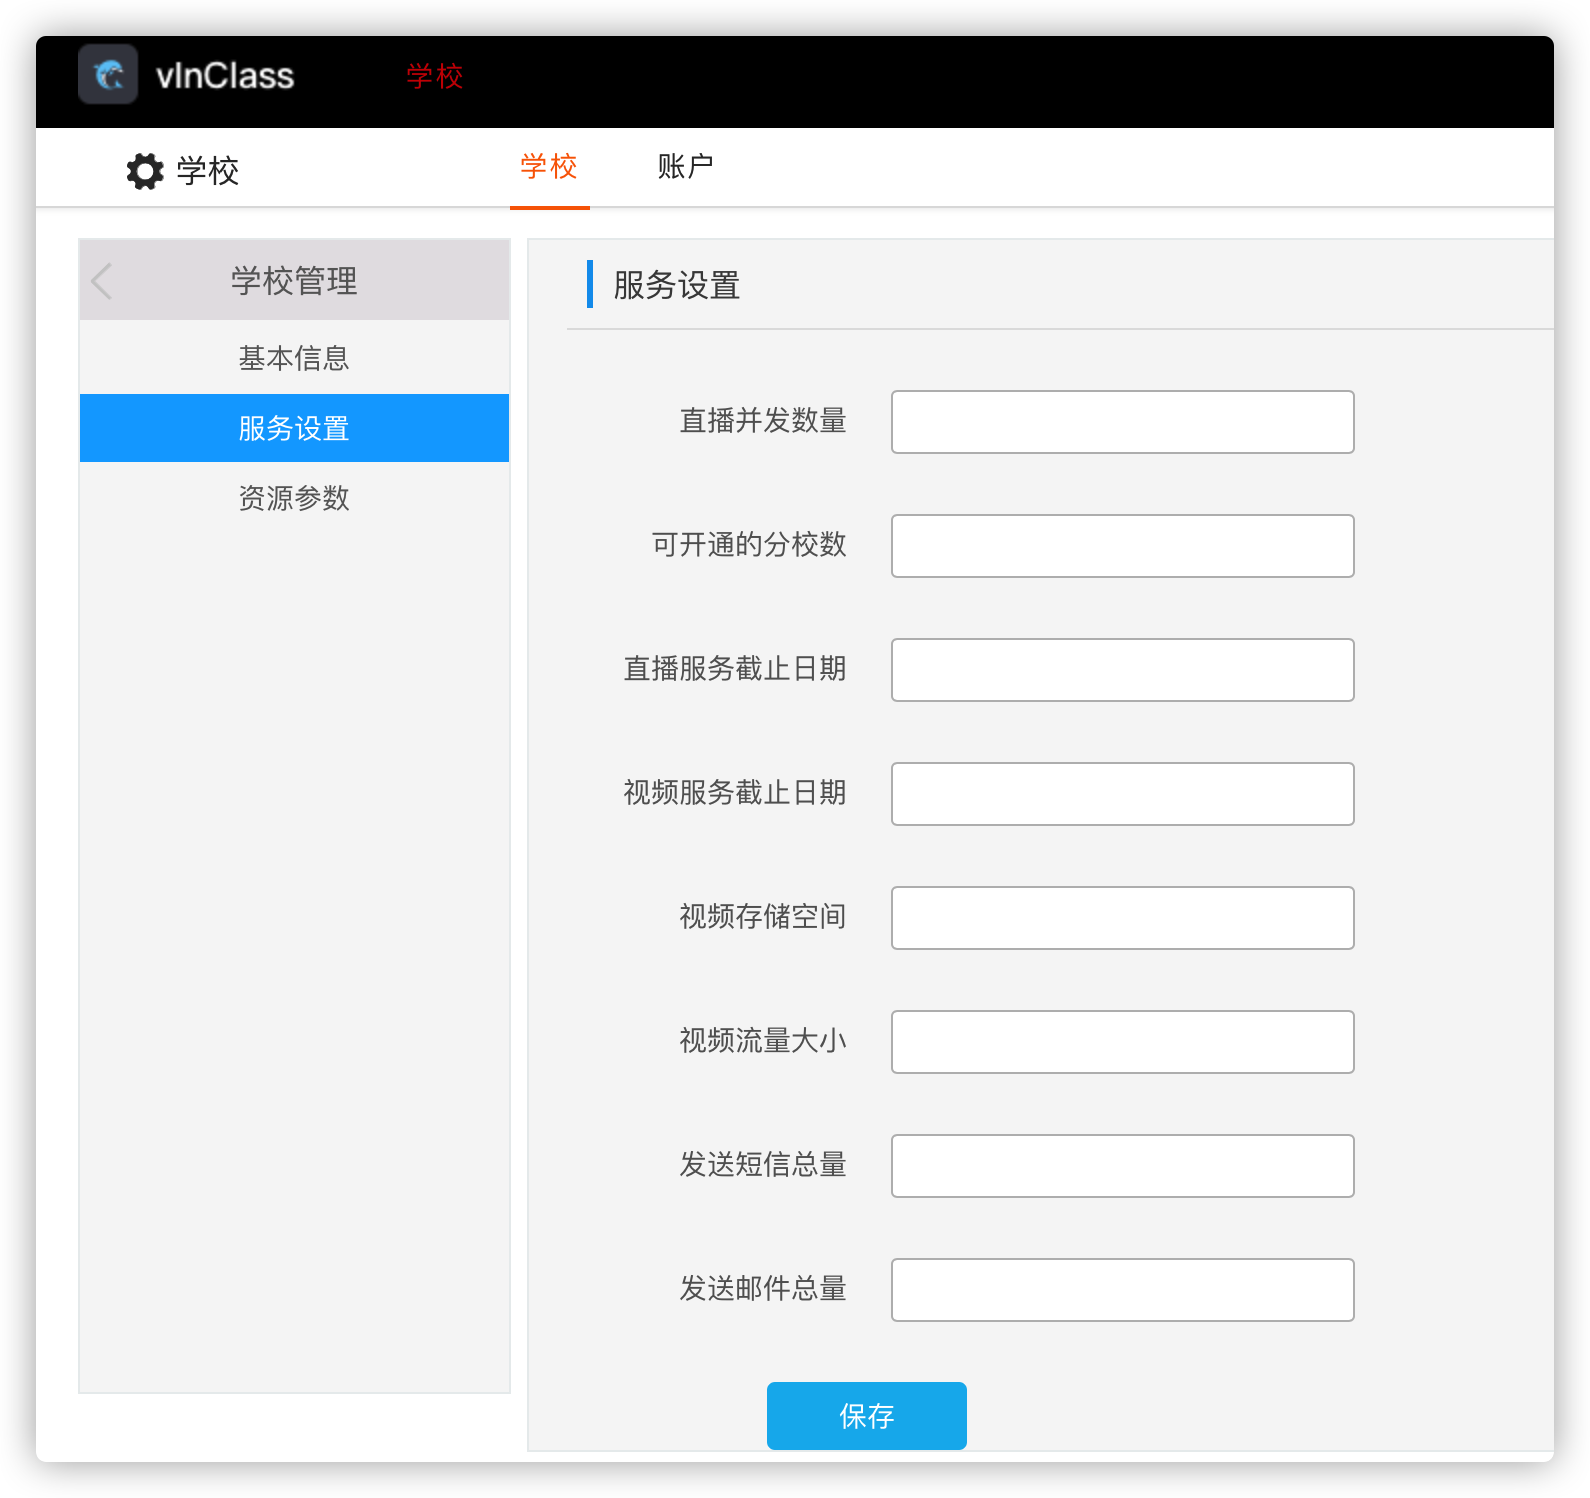 vInClass 学校
学校 学校 账户
学校管理
基本信息
服务设置
资源参数
服务设置
直播并发数量
可开通的分校数
直播服务截止日期
视频服务截止日期
视频存储空间
视频流量大小
发送短信总量
发送邮件总量
保存